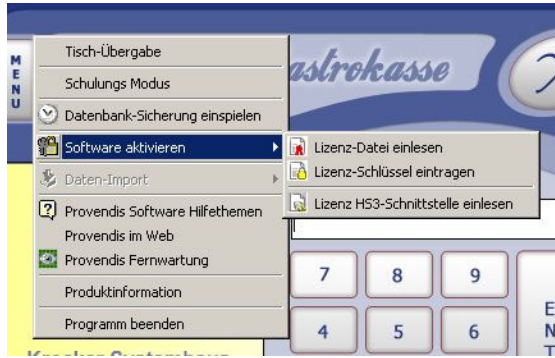 MENU
Tisch-Übergabe
Schulungs Modus
Datenbank-Sicherung einspielen
Software aktivieren
Daten-Import
Provendis Software Hilfethemen
Provendis im Web
Provendis Fernwartung
Produktinformation
Programm beenden
Lizenz-Datei einlesen
Lizenz-Schlüssel eintragen
Lizenz HS3-Schnittstelle einlesen
astrokasse
7 8 9
4 5 6
E
N
T